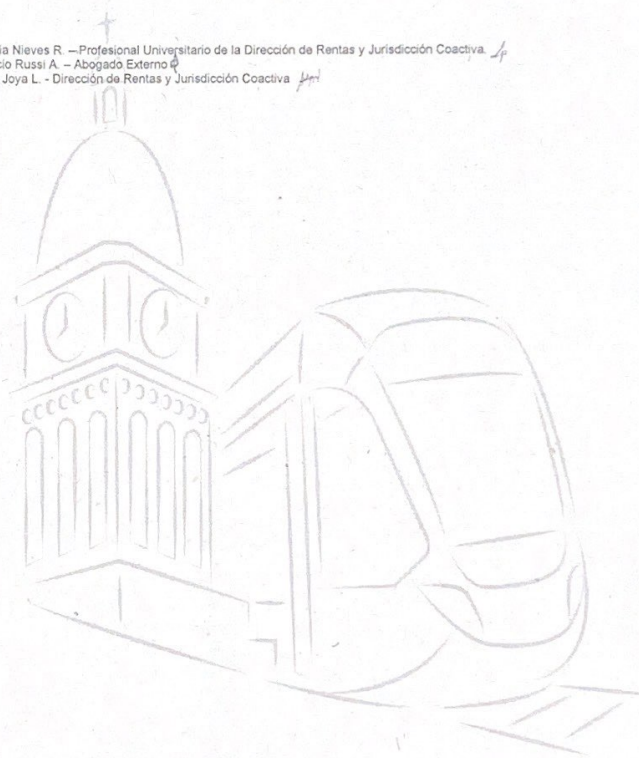 ia Nieves R. –Profesional Universitario de la Dirección de Rentas y Jurisdicción Coactiva.
cio Russi A. – Abogado Externo
Joya L. - Dirección de Rentas y Jurisdicción Coactiva